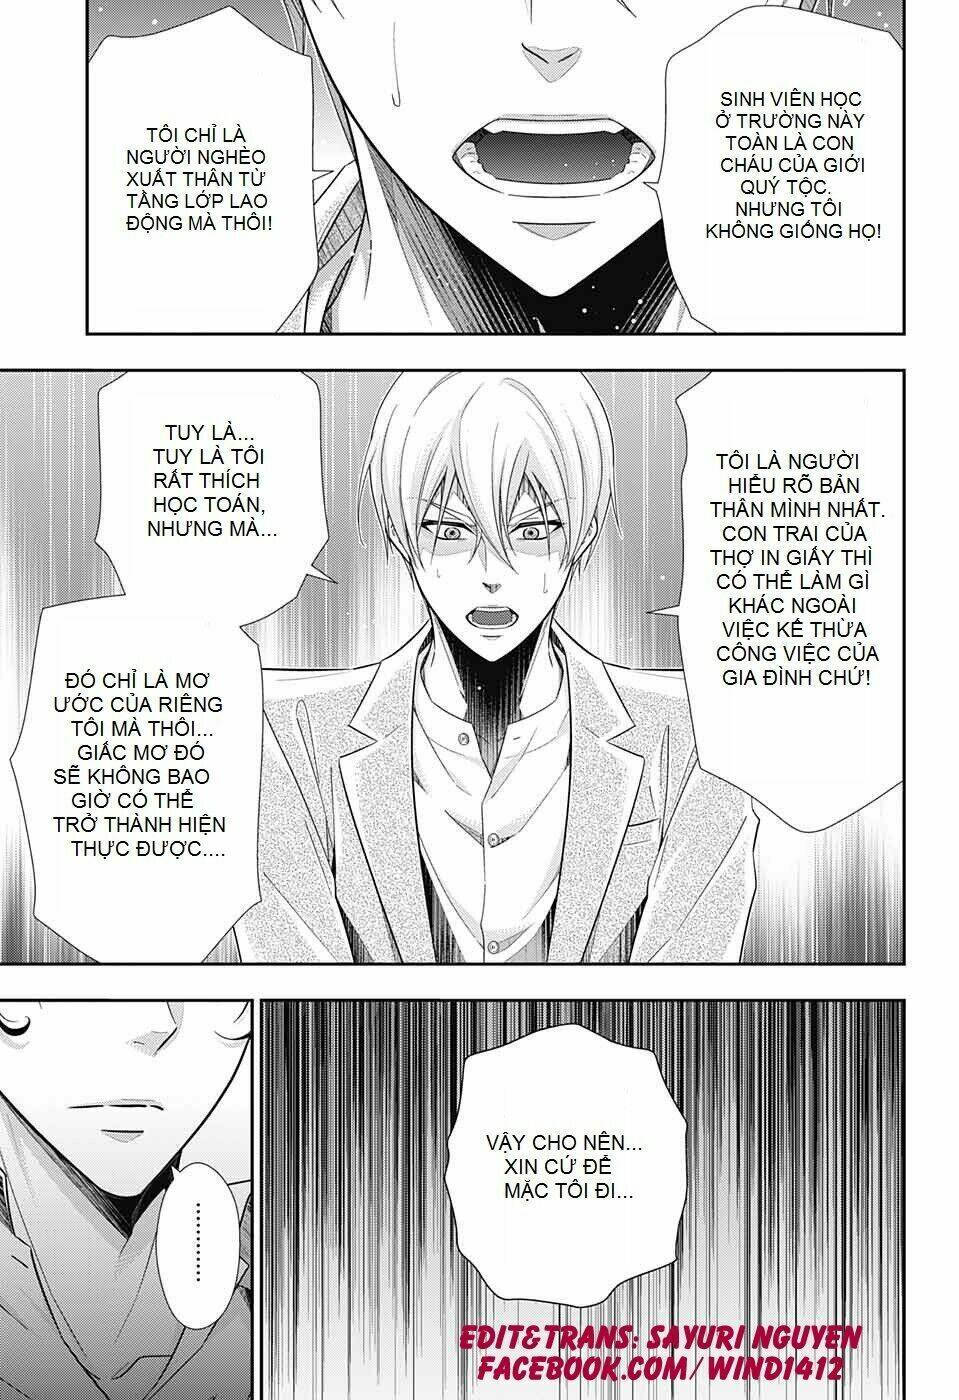 SINH VIÊN HỌC
Ở TRƯỜNG NÀY
TOÀN LÀ CON
CHÁU CỦA GIỚI
QUÝ TỘC.
NHƯNG TÔI
KHÔNG GIỐNG HỌ!
TÔI CHỈ LÀ
NGƯỜI NGHÈO
XUẤT THÂN TỪ
TẦNG LỚP LAO
ĐỘNG MÀ THÔI!
TÔI LÀ NGƯỜI
HIỂU RÕ BẢN
THÂN MÌNH NHẤT.
CON TRAI CỦA
THỢ IN GIẤY THÌ
CÓ THỂ LÀM GÌ
KHÁC NGOÀI
VIỆC KẾ THỪA
CÔNG VIỆC CỦA
GIA ĐÌNH CHỨ!
TUY LÀ...
TUY LÀ TÔI
RẤT THÍCH
HỌC TOÁN,
NHƯNG MÀ...
ĐÓ CHỈ LÀ MƠ
ƯỚC CỦA RIÊNG
TÔI MÀ THÔI...
GIẤC MƠ ĐÓ
SẼ KHÔNG BAO
GIỜ CÓ THỂ
TRỞ THÀNH HIỆN
THỰC ĐƯỢC....
VẬY CHO NÊN...
XIN CỨ ĐỂ
MẶC TÔI ĐI...
.........
EDIT&TRANS: SAYURI NGUYEN
FACEBOOK.COM/WIND1412